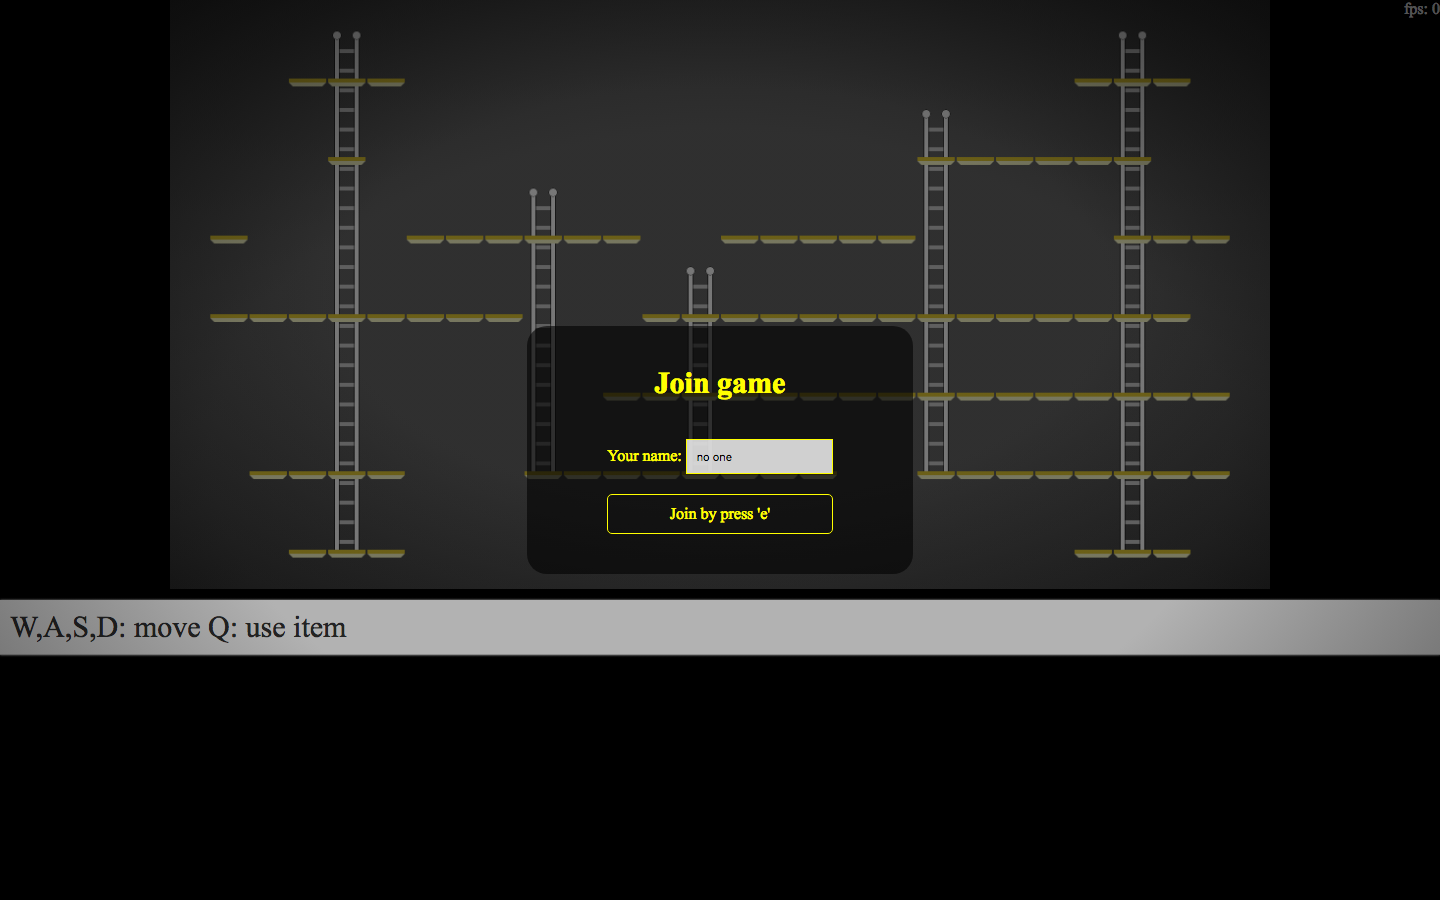 fps: 0
Join game
Your name: no one
Join by press 'e'
W,A,S,D: move Q: use item